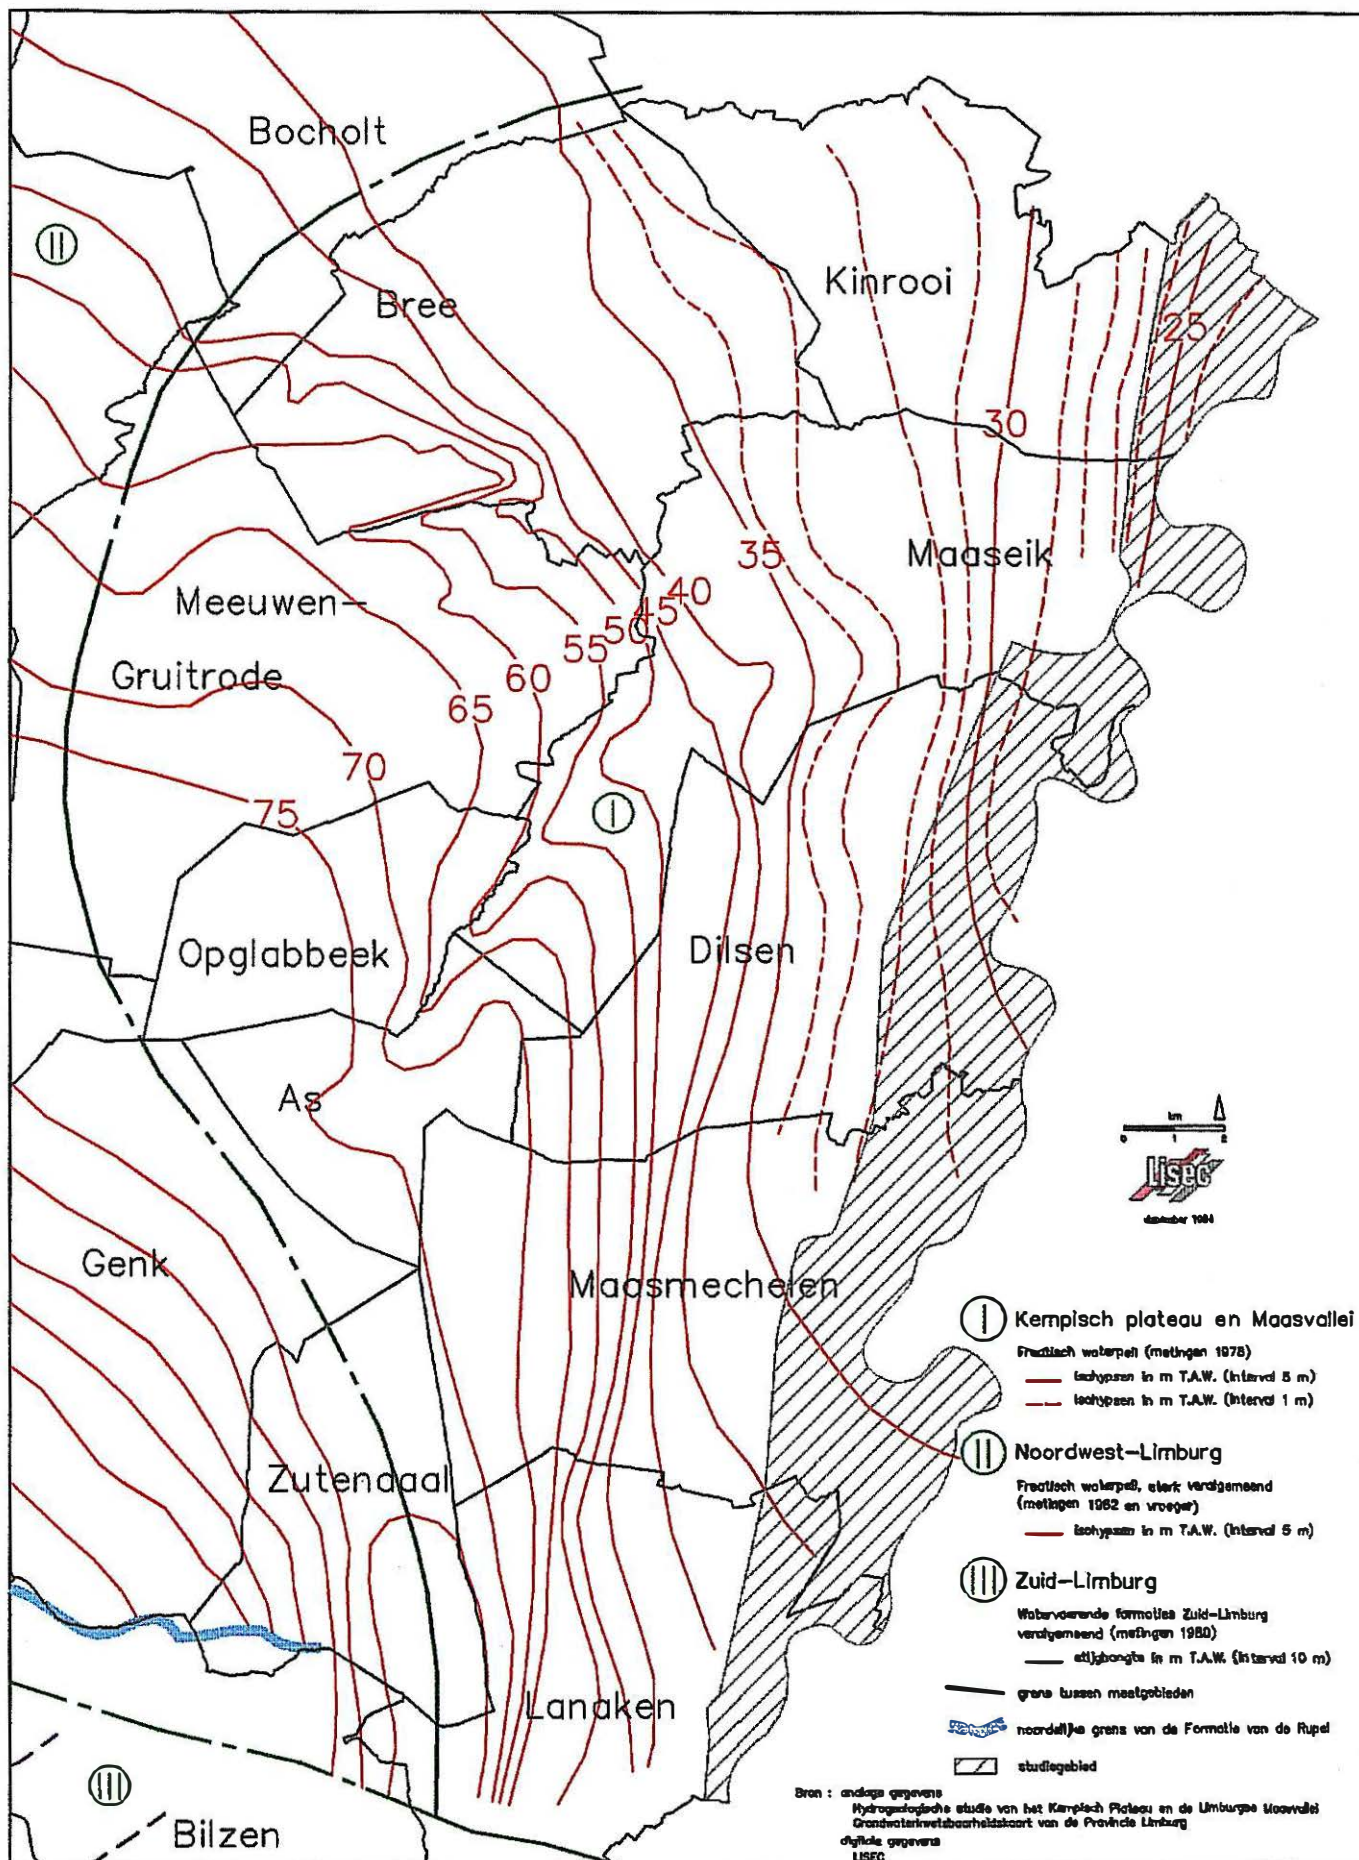 Bocholt
II
Bree
Kinrooi
25
30
35
Maaseik
Meeuwen-
Gruitrode
40
45
50
55
60
65
70
75
I
Opglabbeek
Dilsen
As
km
0 1 2
Lisec
december 1994
Genk
Maasmechelen
Zutendaal
Lanaken
III
Bilzen
I Kempisch plateau en Maasvallei
Freatisch waterpeil (metingen 1978)
isohypsen in m T.A.W. (interval 5 m)
isohypsen in m T.A.W. (interval 1 m)
II Noordwest-Limburg
Freatisch waterpeil, sterk veralgemeend
(metingen 1962 en vroeger)
isohypsen in m T.A.W. (interval 5 m)
III Zuid-Limburg
Watervoerende formaties Zuid-Limburg
veralgemeend (metingen 1980)
stijghoogte in m T.A.W. (interval 10 m)
grens tussen meetgebieden
noordelijke grens van de Formatie van de Rupel
studiegebied
Bron : analoge gegevens
Hydrogeologische studie van het Kempisch Plateau en de Limburgse Maasvallei
Grondwaterkwetsbaarheidskaart van de Provincie Limburg
digitale gegevens
LISEC